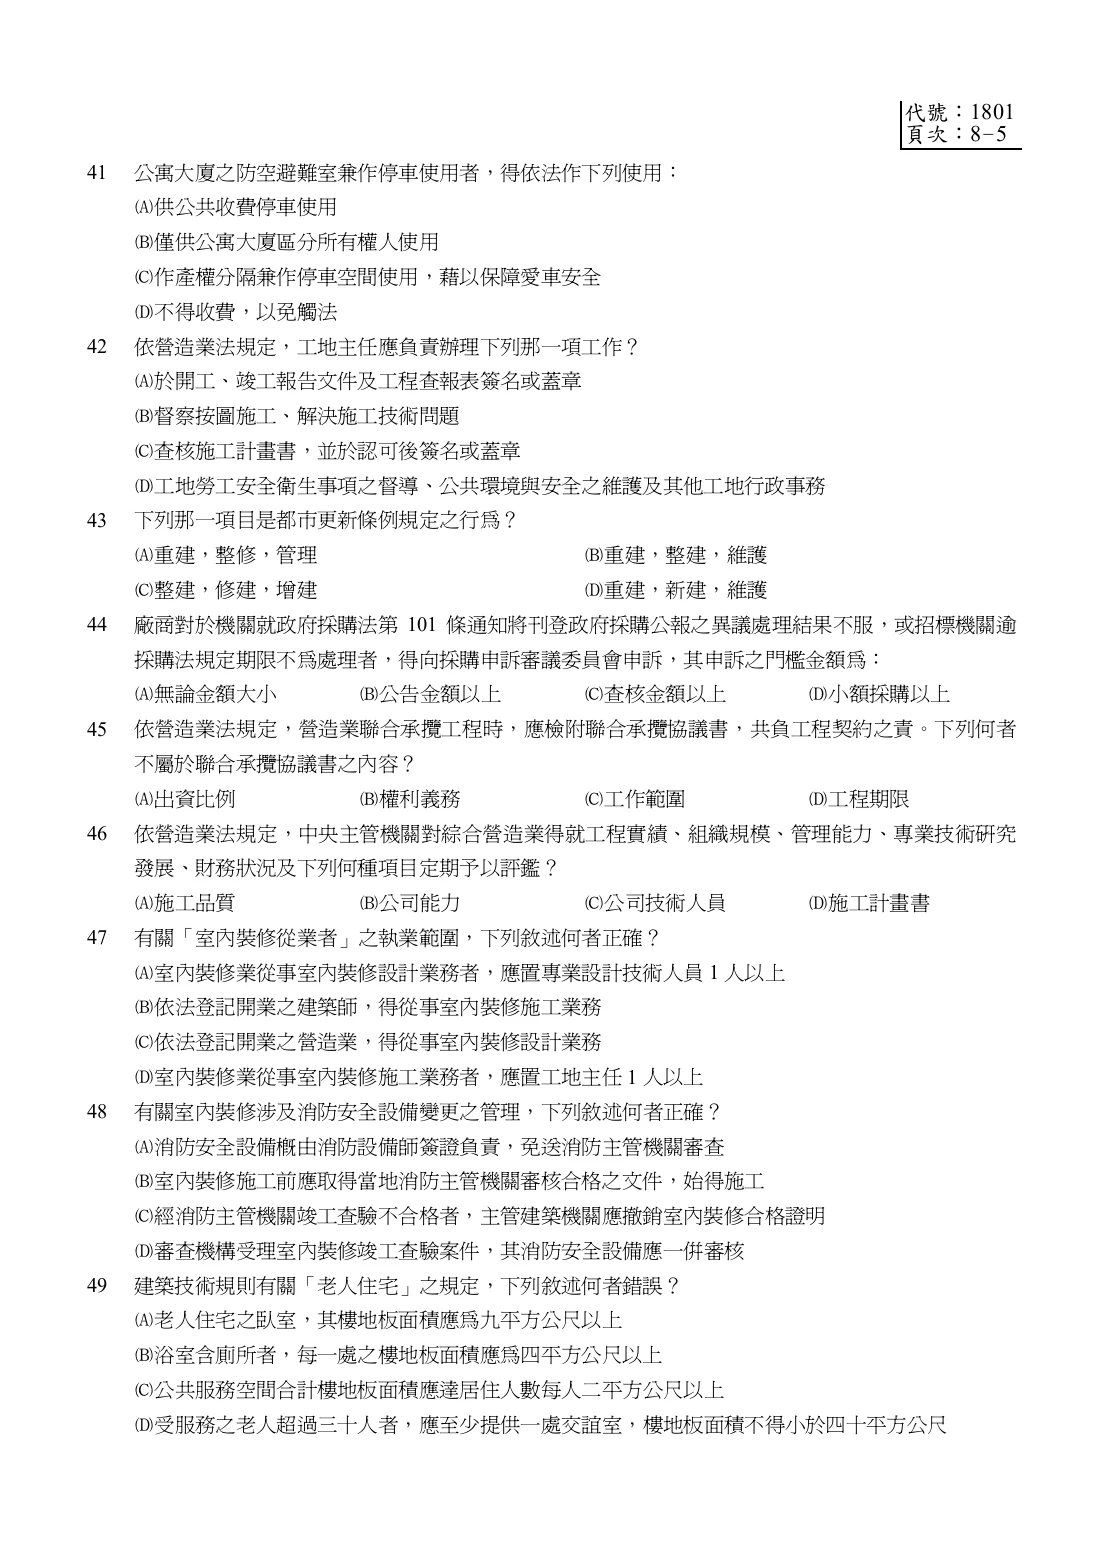 代號：1801
頁次：8－5
41 公寓大廈之防空避難室兼作停車使用者，得依法作下列使用：
(A)供公共收費停車使用
(B)僅供公寓大廈區分所有權人使用
(C)作產權分隔兼作停車空間使用，藉以保障愛車安全
(D)不得收費，以免觸法
42 依營造業法規定，工地主任應負責辦理下列那一項工作？
(A)於開工、竣工報告文件及工程查報表簽名或蓋章
(B)督察按圖施工、解決施工技術問題
(C)查核施工計畫書，並於認可後簽名或蓋章
(D)工地勞工安全衛生事項之督導、公共環境與安全之維護及其他工地行政事務
43 下列那一項目是都市更新條例規定之行為？
(A)重建，整修，管理 (B)重建，整建，維護
(C)整建，修建，增建 (D)重建，新建，維護
44 廠商對於機關就政府採購法第 101 條通知將刊登政府採購公報之異議處理結果不服，或招標機關逾
採購法規定期限不為處理者，得向採購申訴審議委員會申訴，其申訴之門檻金額為：
(A)無論金額大小 (B)公告金額以上 (C)查核金額以上 (D)小額採購以上
45 依營造業法規定，營造業聯合承攬工程時，應檢附聯合承攬協議書，共負工程契約之責。下列何者
不屬於聯合承攬協議書之內容？
(A)出資比例 (B)權利義務 (C)工作範圍 (D)工程期限
46 依營造業法規定，中央主管機關對綜合營造業得就工程實績、組織規模、管理能力、專業技術研究
發展、財務狀況及下列何種項目定期予以評鑑？
(A)施工品質 (B)公司能力 (C)公司技術人員 (D)施工計畫書
47 有關「室內裝修從業者」之執業範圍，下列敘述何者正確？
(A)室內裝修業從事室內裝修設計業務者，應置專業設計技術人員 1 人以上
(B)依法登記開業之建築師，得從事室內裝修施工業務
(C)依法登記開業之營造業，得從事室內裝修設計業務
(D)室內裝修業從事室內裝修施工業務者，應置工地主任 1 人以上
48 有關室內裝修涉及消防安全設備變更之管理，下列敘述何者正確？
(A)消防安全設備概由消防設備師簽證負責，免送消防主管機關審查
(B)室內裝修施工前應取得當地消防主管機關審核合格之文件，始得施工
(C)經消防主管機關竣工查驗不合格者，主管建築機關應撤銷室內裝修合格證明
(D)審查機構受理室內裝修竣工查驗案件，其消防安全設備應一併審核
49 建築技術規則有關「老人住宅」之規定，下列敘述何者錯誤？
(A)老人住宅之臥室，其樓地板面積應為九平方公尺以上
(B)浴室含廁所者，每一處之樓地板面積應為四平方公尺以上
(C)公共服務空間合計樓地板面積應達居住人數每人二平方公尺以上
(D)受服務之老人超過三十人者，應至少提供一處交誼室，樓地板面積不得小於四十平方公尺